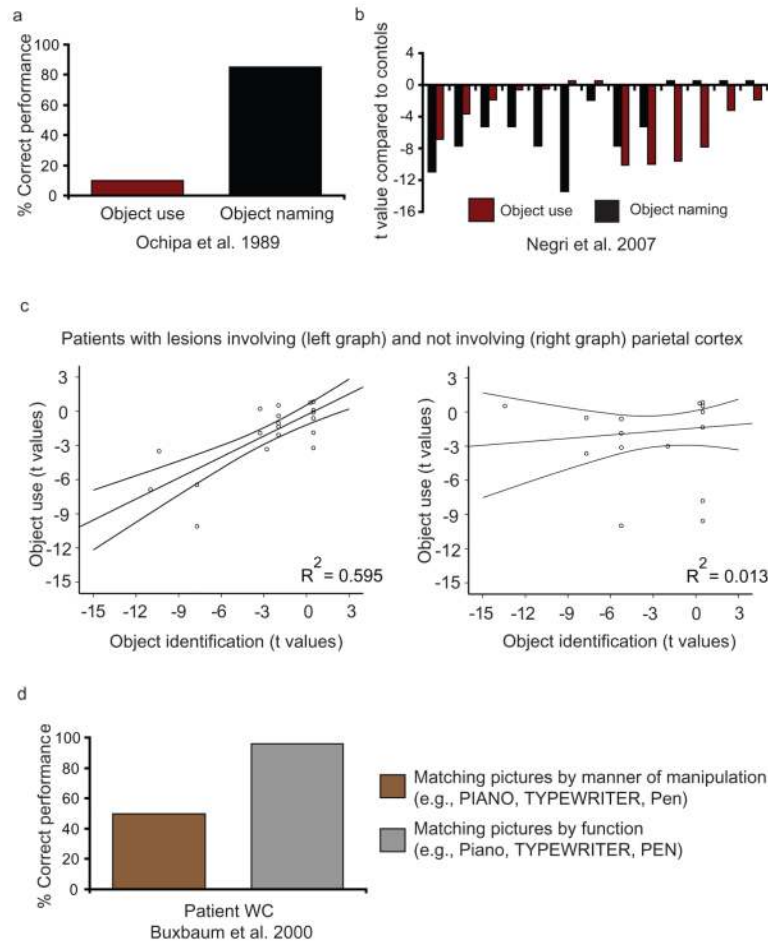 a
% Correct performance
100
80
60
40
20
0
Object use
Object naming
Ochipa et al. 1989
b
t value compared to contols
4
0
-4
-8
-12
-16
Object use
Object naming
Negri et al. 2007
c
Patients with lesions involving (left graph) and not involving (right graph) parietal cortex
Object use (t values )
3
0
-3
-6
-9
-12
-15
R2 = 0.595
-15 -12 -9 -6 -3 0 3
Object identification (t values)
Object use (t values )
3
0
-3
-6
-9
-12
-15
R2 = 0.013
-15 -12 -9 -6 -3 0 3
Object identification (t values)
d
% Correct performance
100
80
60
40
20
0
Patient WC
Buxbaum et al. 2000
Matching pictures by manner of manipulation
(e.g., PIANO, TYPEWRITER, Pen)
Matching pictures by function
(e.g., Piano, TYPEWRITER, PEN)